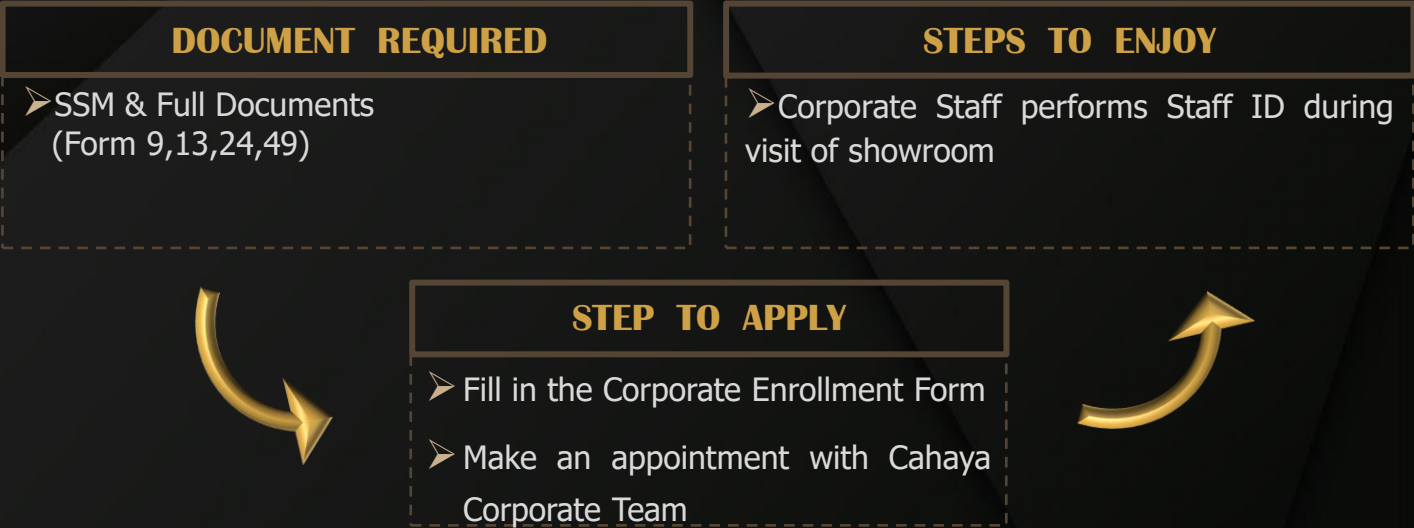 DOCUMENT REQUIRED
➢SSM & Full Documents
(Form 9,13,24,49)
STEP TO APPLY
➢ Fill in the Corporate Enrollment Form
➢ Make an appointment with Cahaya
Corporate Team
STEPS TO ENJOY
➢Corporate Staff performs Staff ID during
visit of showroom